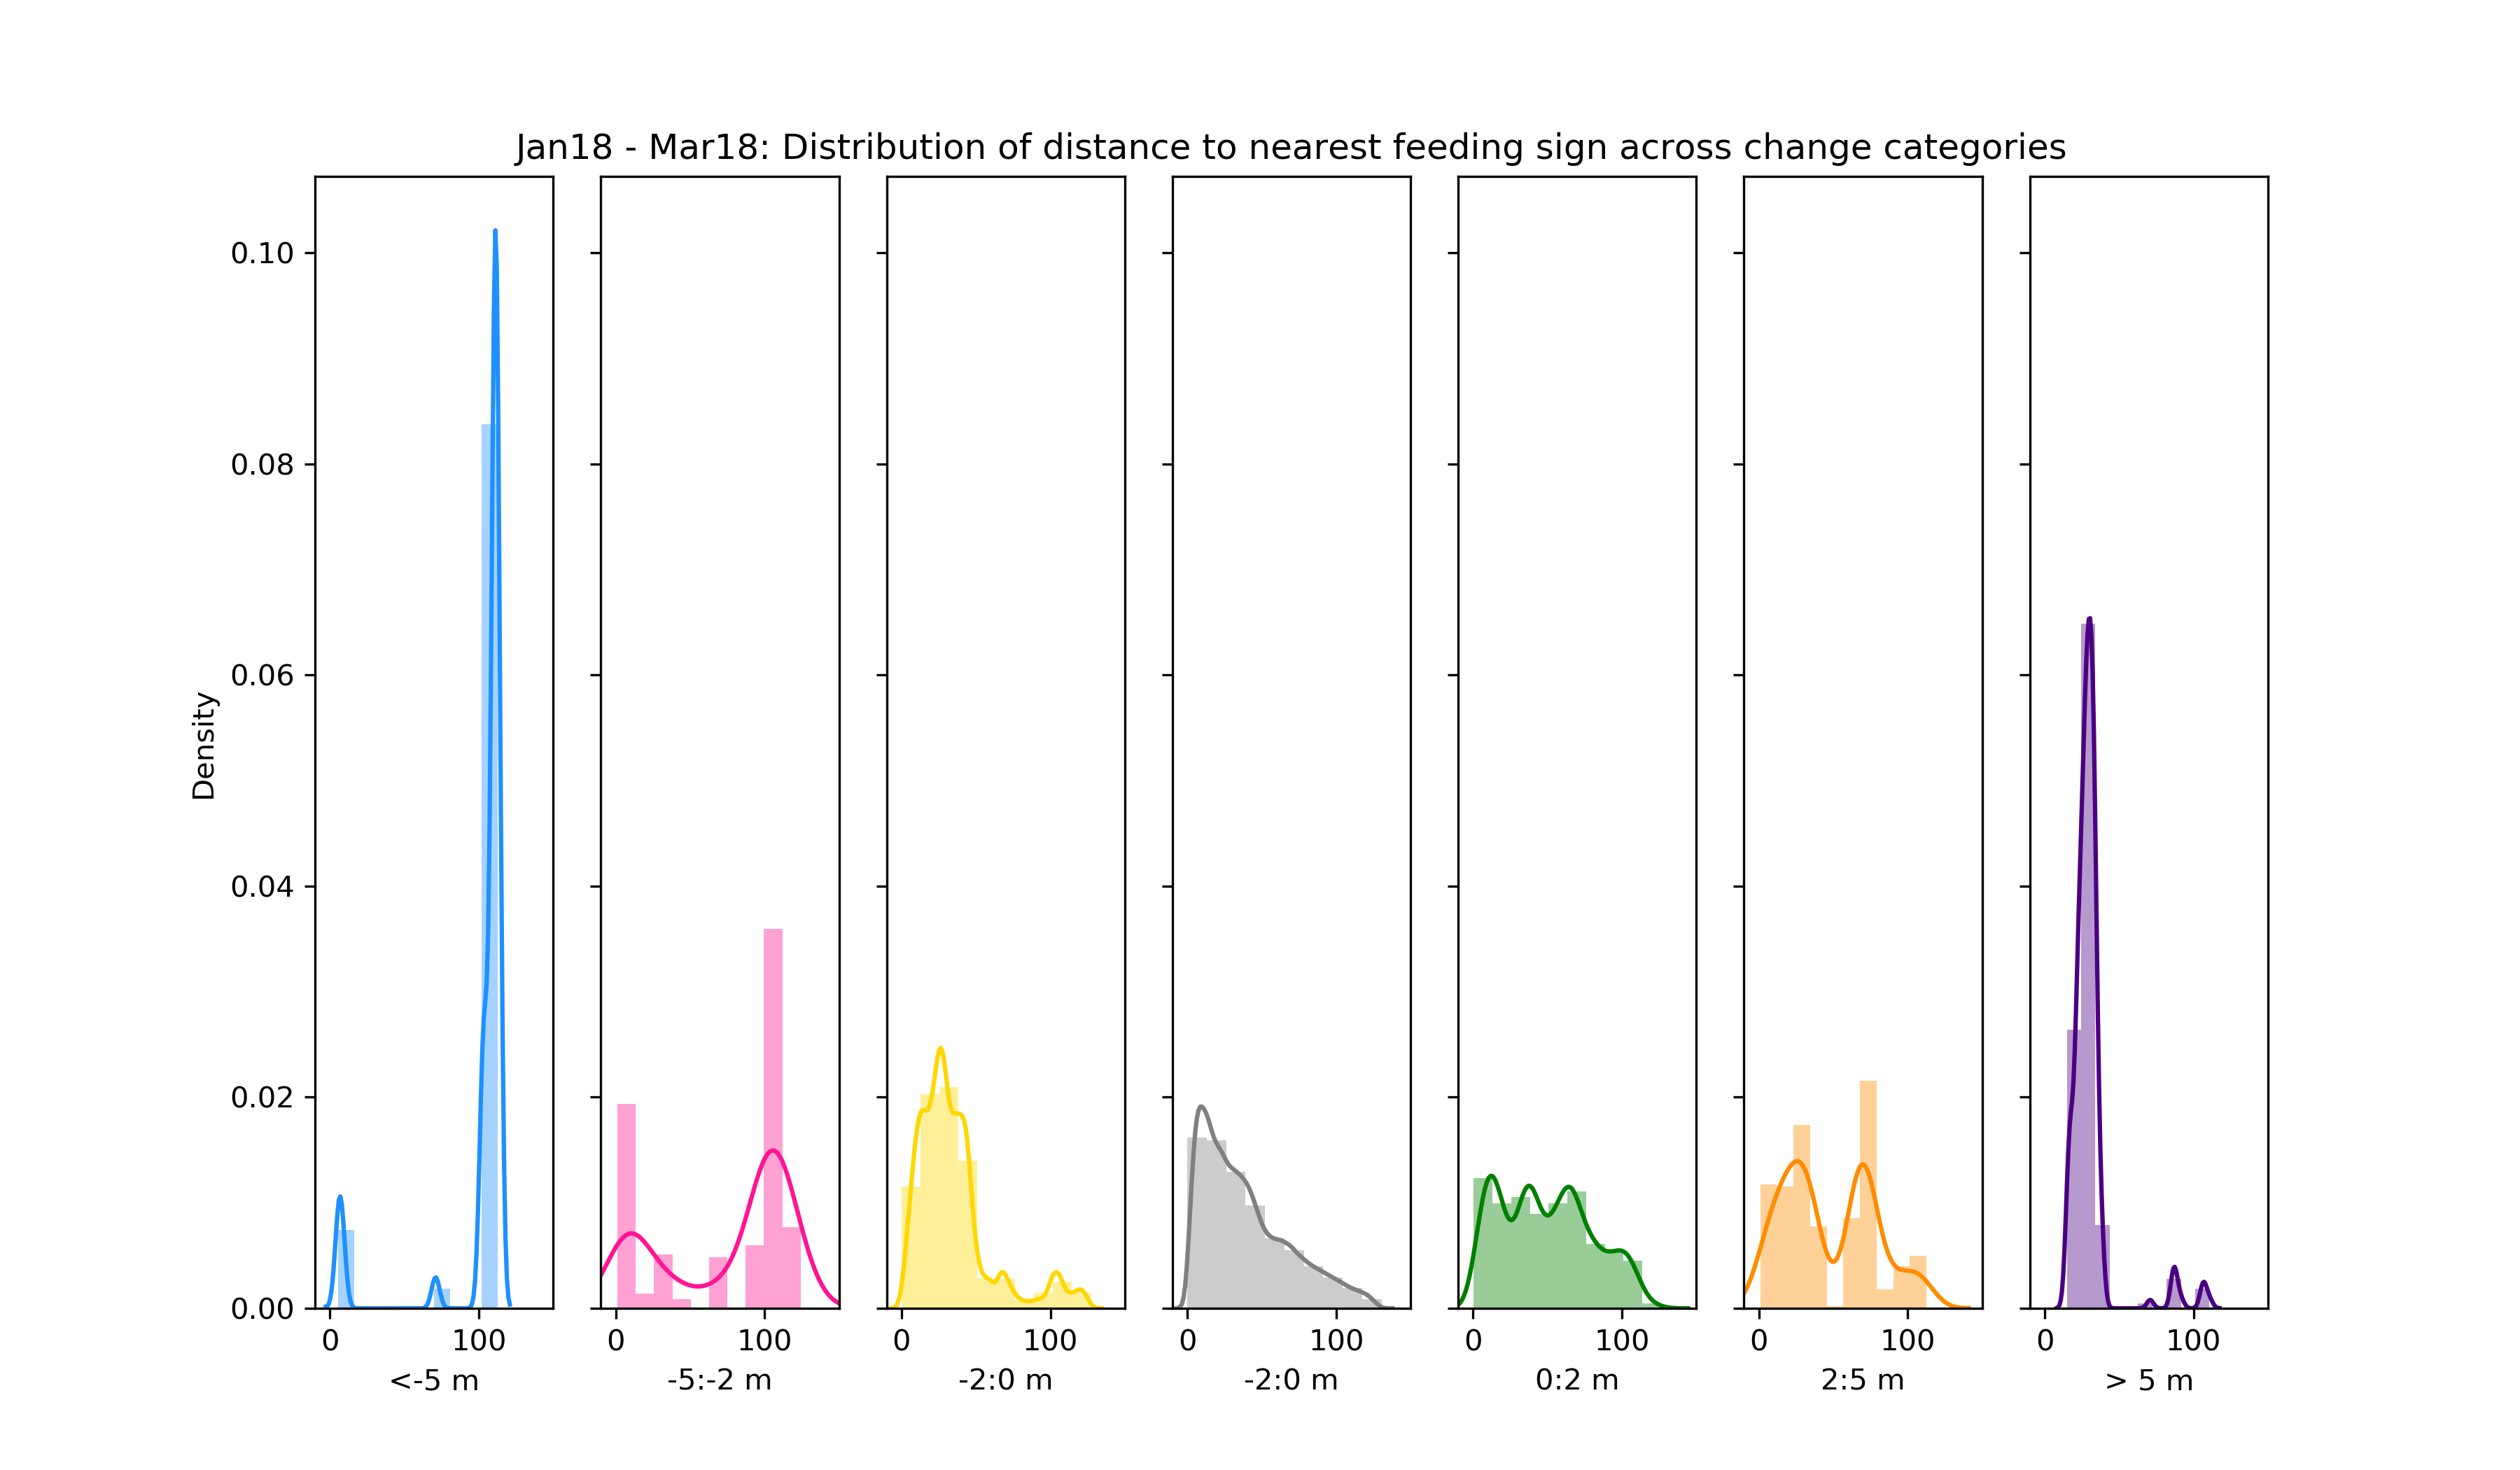 Jan18 - Mar18: Distribution of distance to nearest feeding sign across change categories
Density
0.10
0.08
0.06
0.04
0.02
0.00
0 100 0 100 0 100 0 100 0 100 0 100 0 100
<-5 m -5:-2 m -2:0 m -2:0 m 0:2 m 2:5 m > 5 m